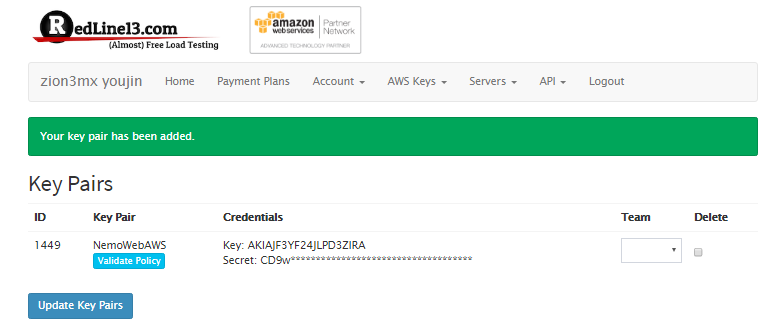 RedLine13.com
(Almost) Free Load Testing
amazon
web services
Partner
Network
ADVANCED TECHNOLOGY PARTNER
zion3mx youjin Home Payment Plans Account AWS Keys Servers API Logout
Your key pair has been added.
Key Pairs
ID Key Pair Credentials Team Delete
1449 NemoWebAWS Key: AKIAJF3YF24JLPD3ZIRA
Validate Policy Secret: CD9w*************************************
Update Key Pairs